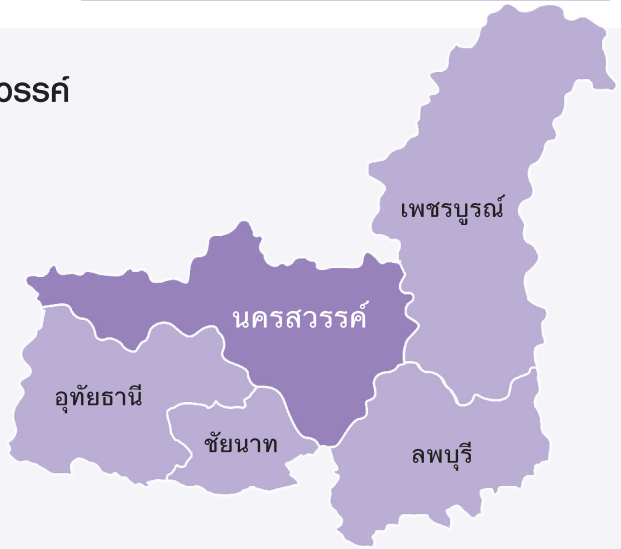 วรรค์
เพชรบูรณ์
นครสวรรค์
อุทัยธานี
ชัยนาท
ลพบุรี